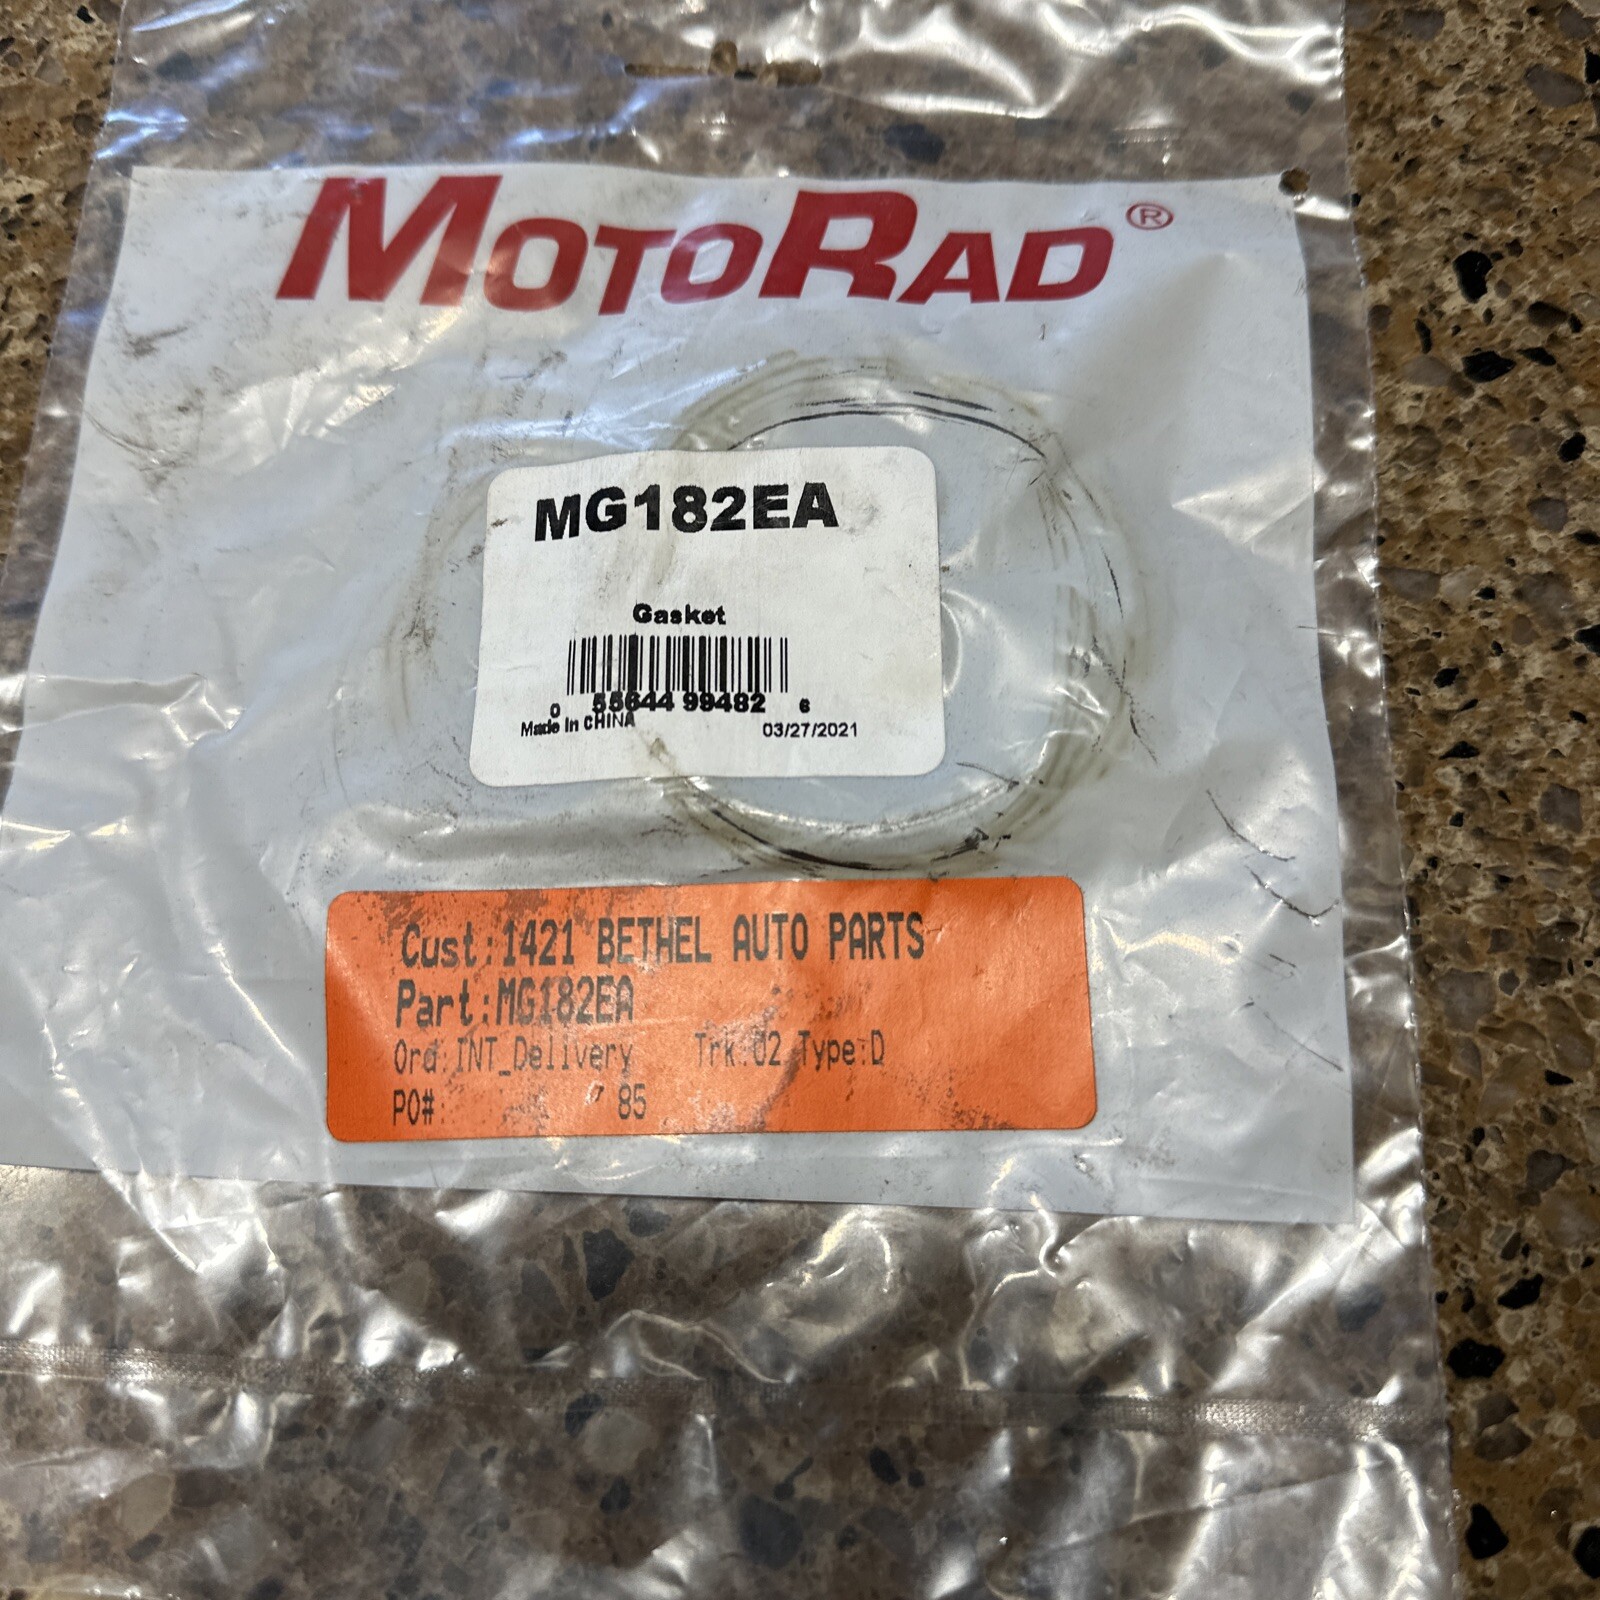 MOTORAD®
MG182EA
Gasket
0 55644 99482 6
Made In CHINA 03/27/2021
Cust:1421 BETHEL AUTO PARTS
Part:MG182EA
Ord:INT_Delivery Trk:02 Type:D
PO#: 85